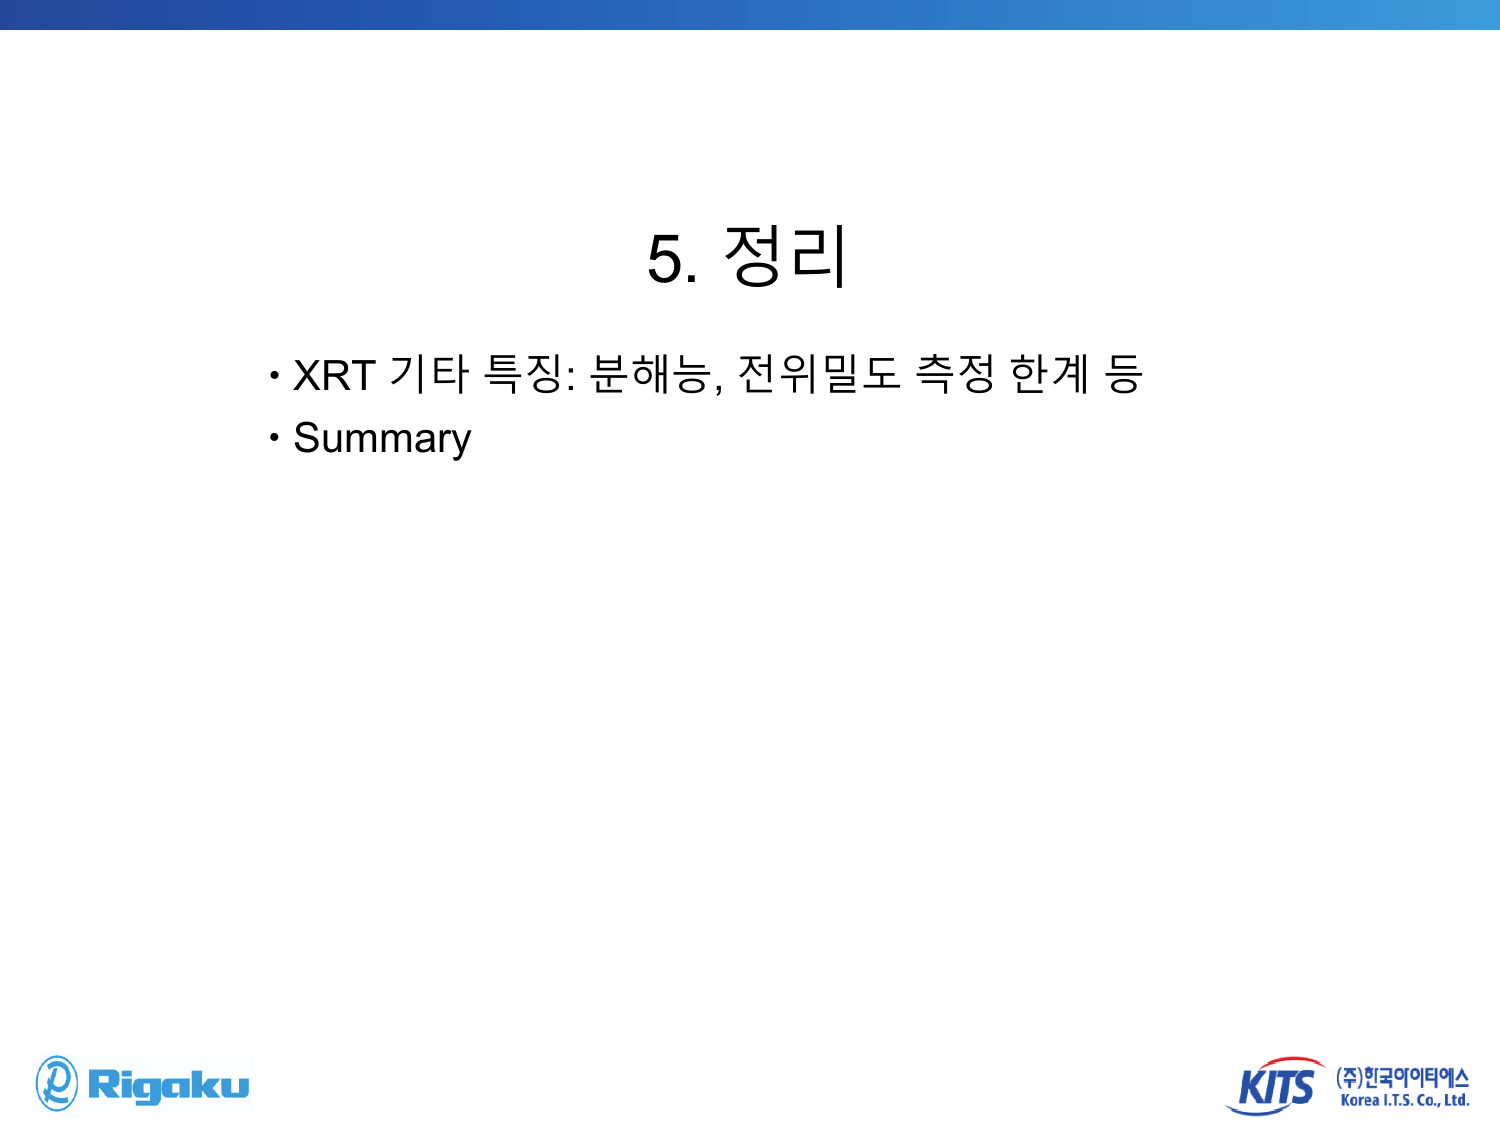 5. 정리
• XRT 기타 특징: 분해능, 전위밀도 측정 한계 등
• Summary
Rigaku
KITS (주)한국아이티에스
Korea I.T.S. Co., Ltd.